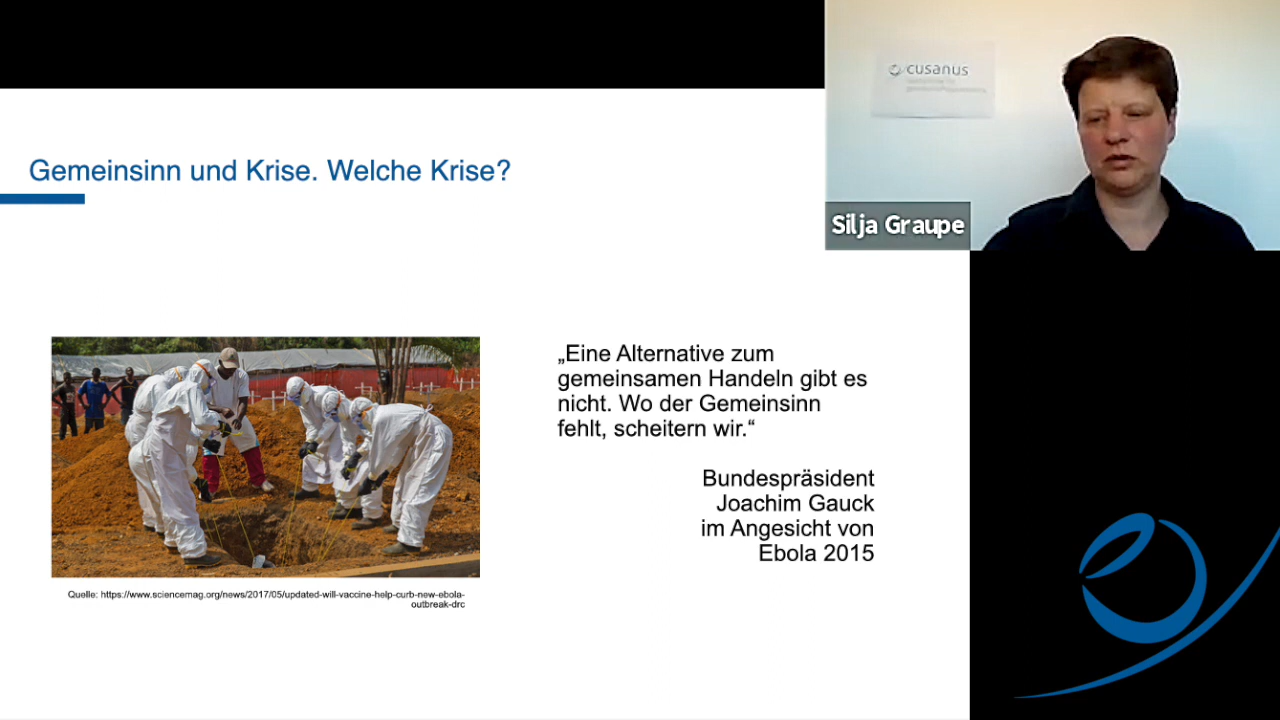 cusanus
Silja Graupe
Gemeinsinn und Krise. Welche Krise?
„Eine Alternative zum
gemeinsamen Handeln gibt es
nicht. Wo der Gemeinsinn
fehlt, scheitern wir.“
Bundespräsident
Joachim Gauck
im Angesicht von
Ebola 2015
Quelle: https://www.sciencemag.org/news/2017/05/updated-will-vaccine-help-curb-new-ebola-
outbreak-drc